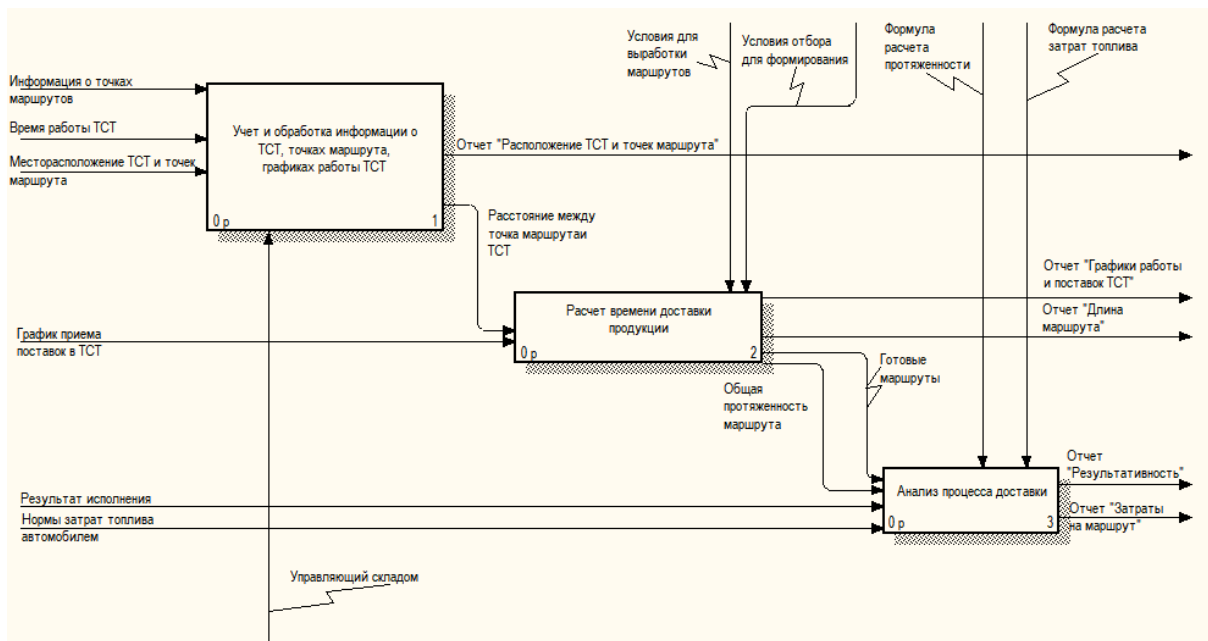 Условия для
выработки
маршрутов
Условия отбора
для формирования
Формула
расчета
протяженности
Формула расчета
затрат топлива
Информация о точках
маршрутов
Время работы ТСТ
Месторасположение ТСТ и точек
маршрута
Учет и обработка информации о
ТСТ, точках маршрута,
графиках работы ТСТ
0 р
1
Отчет "Расположение ТСТ и точек маршрута"
Расстояние между
точка маршрутаи
ТСТ
График приема
поставок в ТСТ
Расчет времени доставки
продукции
0 р
2
Отчет "Графики работы
и поставок ТСТ"
Отчет "Длина
маршрута"
Готовые
маршруты
Общая
протяженность
маршрута
Результат исполнения
Нормы затрат топлива
автомобилем
Анализ процесса доставки
0 р
3
Отчет
"Результативность"
Отчет "Затраты
на маршрут"
Управляющий складом